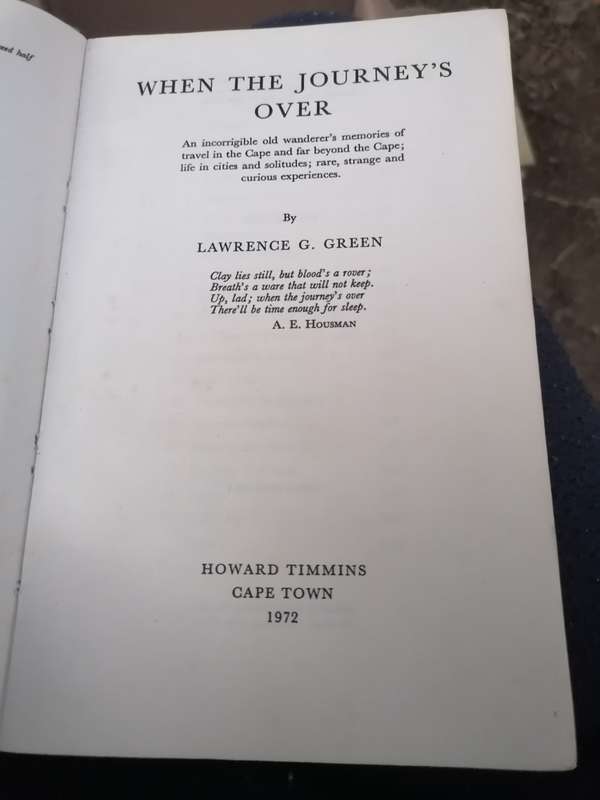 half
WHEN THE JOURNEY'S
OVER
An incorrigible old wanderer's memories of
travel in the Cape and far beyond the Cape;
life in cities and solitudes; rare, strange and
curious experiences.
By
LAWRENCE G. GREEN
Clay lies still, but blood's a rover;
Breath's a ware that will not keep.
Up, lad; when the journey's over
There'll be time enough for sleep.
A. E. HOUSMAN
HOWARD TIMMINS
CAPE TOWN
1972